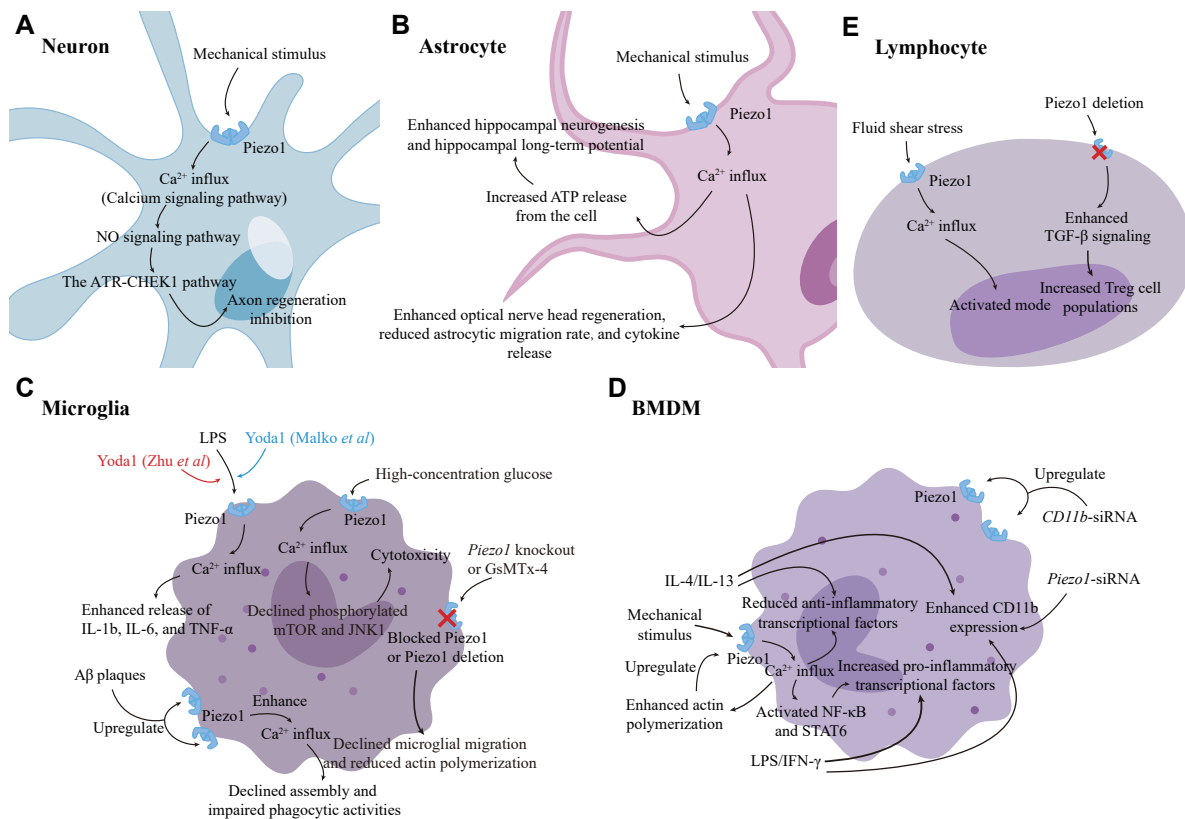 A
Neuron
Mechanical stimulus
Piezo1
Ca²⁺ influx
(Calcium signaling pathway)
NO signaling pathway
The ATR-CHEK1 pathway
Axon regeneration
inhibition
B
Astrocyte
Mechanical stimulus
Piezo1
Enhanced hippocampal neurogenesis
and hippocampal long-term potential
Ca²⁺ influx
Increased ATP release
from the cell
Enhanced optical nerve head regeneration,
reduced astrocytic migration rate, and cytokine
release
E
Lymphocyte
Piezo1 deletion
Fluid shear stress
Piezo1
Ca²⁺ influx
Enhanced
TGF-β signaling
Activated mode
Increased Treg cell
populations
C
Microglia
LPS
Yoda1 (Malko et al)
Yoda1 (Zhu et al)
High-concentration glucose
Piezo1
Piezo1
Ca²⁺ influx
Ca²⁺ influx
Cytotoxicity
Piezo1 knockout
or GsMTx-4
Enhanced release of
IL-1b, IL-6, and TNF-α
Declined phosphorylated
mTOR and JNK1
Blocked Piezo1
or Piezo1 deletion
Aβ plaques
Upregulate
Piezo1
Enhance
Ca²⁺ influx
Declined microglial migration
and reduced actin polymerization
Declined assembly and
impaired phagocytic activities
D
BMDM
Upregulate
Piezo1
CD11b-siRNA
IL-4/IL-13
Piezo1-siRNA
Mechanical
stimulus
Reduced anti-inflammatory
transcriptional factors
Enhanced CD11b
expression
Piezo1
Upregulate
Ca²⁺ influx
Increased pro-inflammatory
transcriptional factors
Enhanced actin
polymerization
Activated NF-κB
and STAT6
LPS/IFN-γ